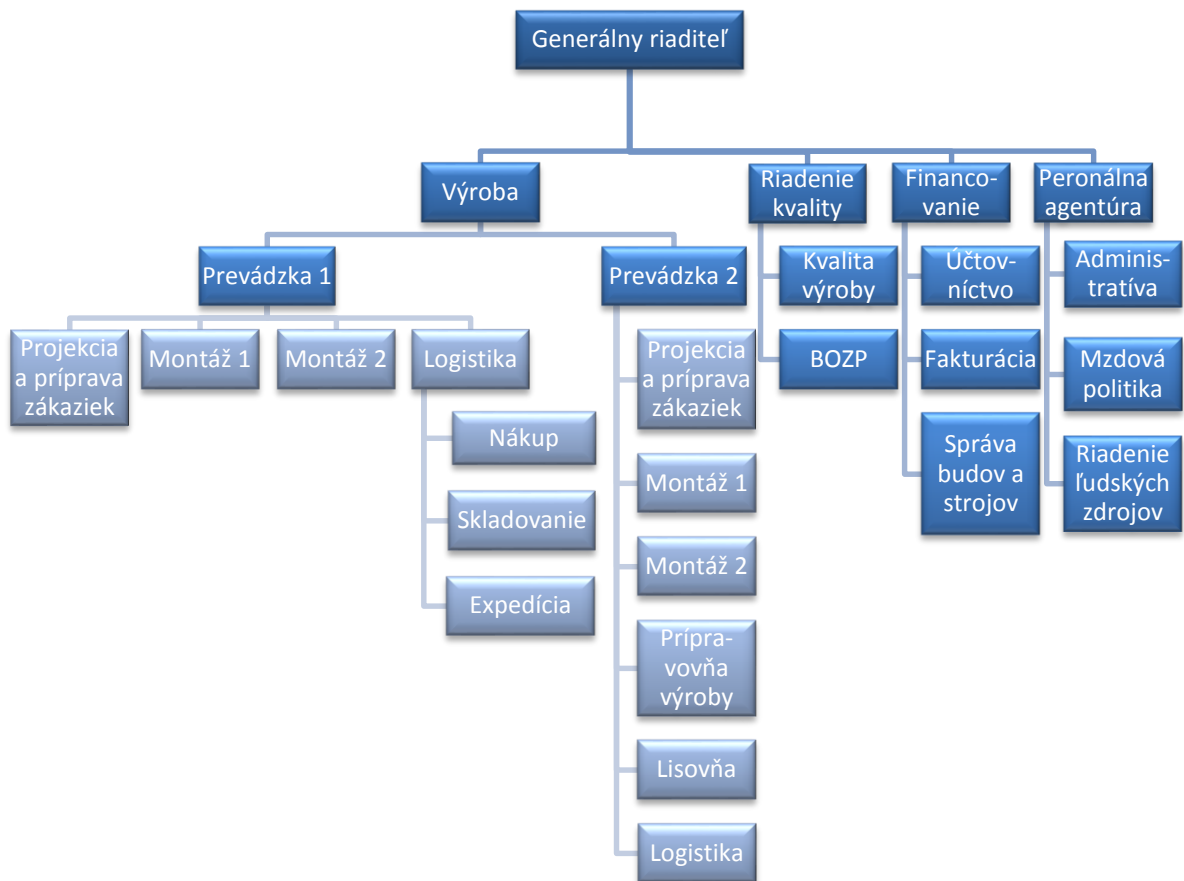 Generálny riaditeľ
Výroba
Riadenie
kvality
Financo-
vanie
Peronálna
agentúra
Prevádzka 1
Prevádzka 2
Projekcia
a príprava
zákaziek
Montáž 1
Montáž 2
Logistika
Nákup
Skladovanie
Expedícia
Projekcia
a príprava
zákaziek
Montáž 1
Montáž 2
Prípra-
vovňa
výroby
Lisovňa
Logistika
Kvalita
výroby
BOZP
Účtov-
níctvo
Fakturácia
Správa
budov a
strojov
Adminis-
tratíva
Mzdová
politika
Riadenie
ľudských
zdrojov